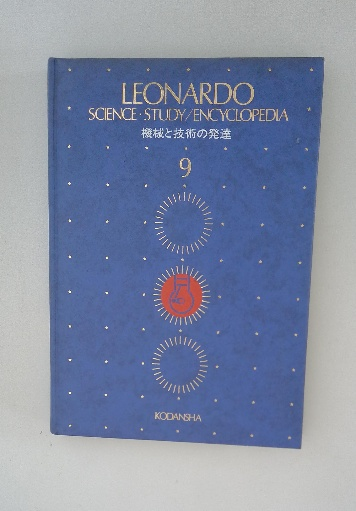 LEONARDO
SCIENCE・STUDY/ENCYCLOPEDIA
機械と技術の発達
9
KODANSHA